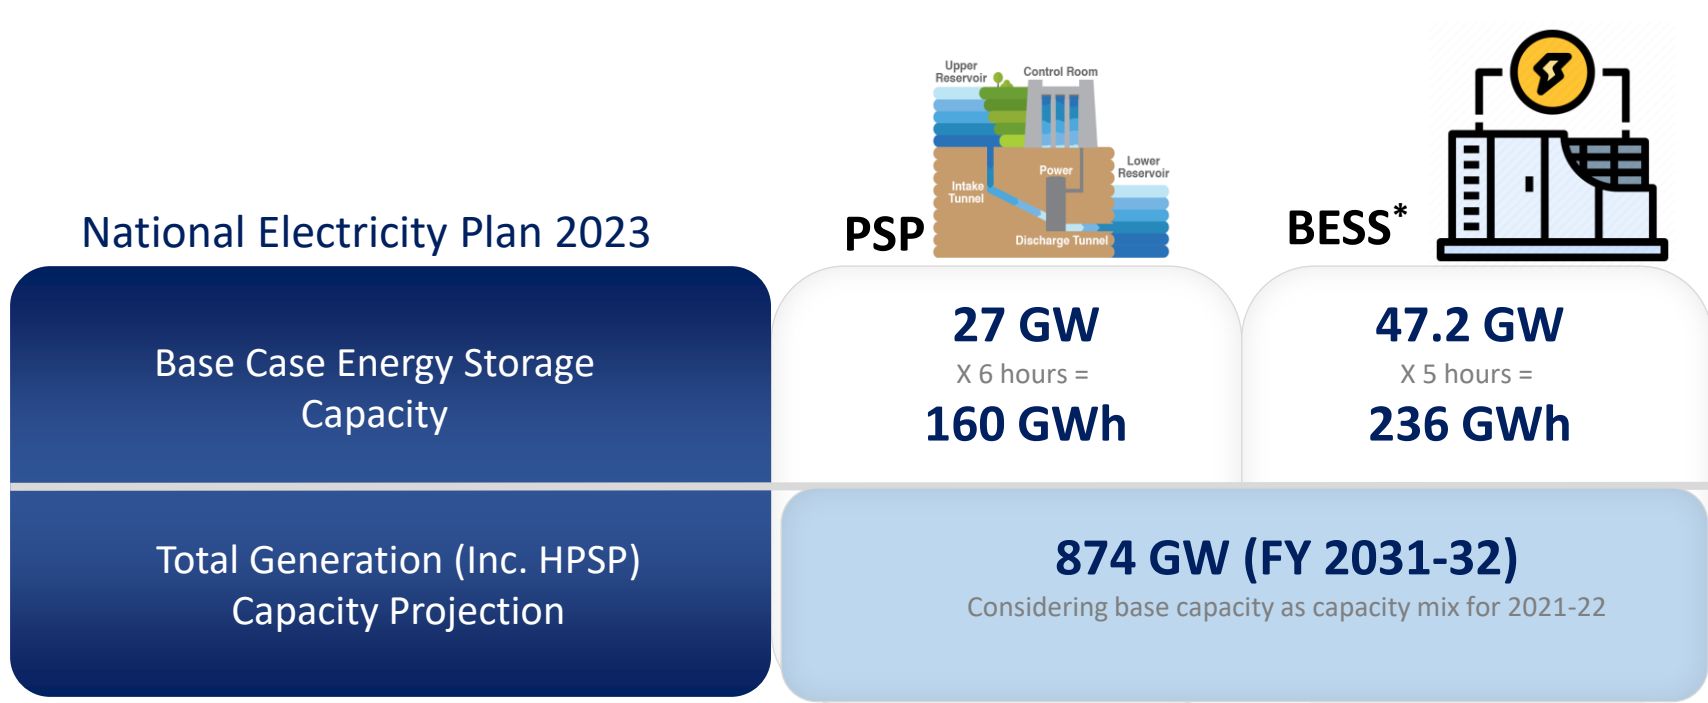 Upper
Reservoir
Control Room
Lower
Reservoir
Power
Intake
Tunnel
Discharge Tunnel
National Electricity Plan 2023
PSP
BESS*
Base Case Energy Storage
Capacity
27 GW
X 6 hours =
160 GWh
47.2 GW
X 5 hours =
236 GWh
Total Generation (Inc. HPSP)
Capacity Projection
874 GW (FY 2031-32)
Considering base capacity as capacity mix for 2021-22